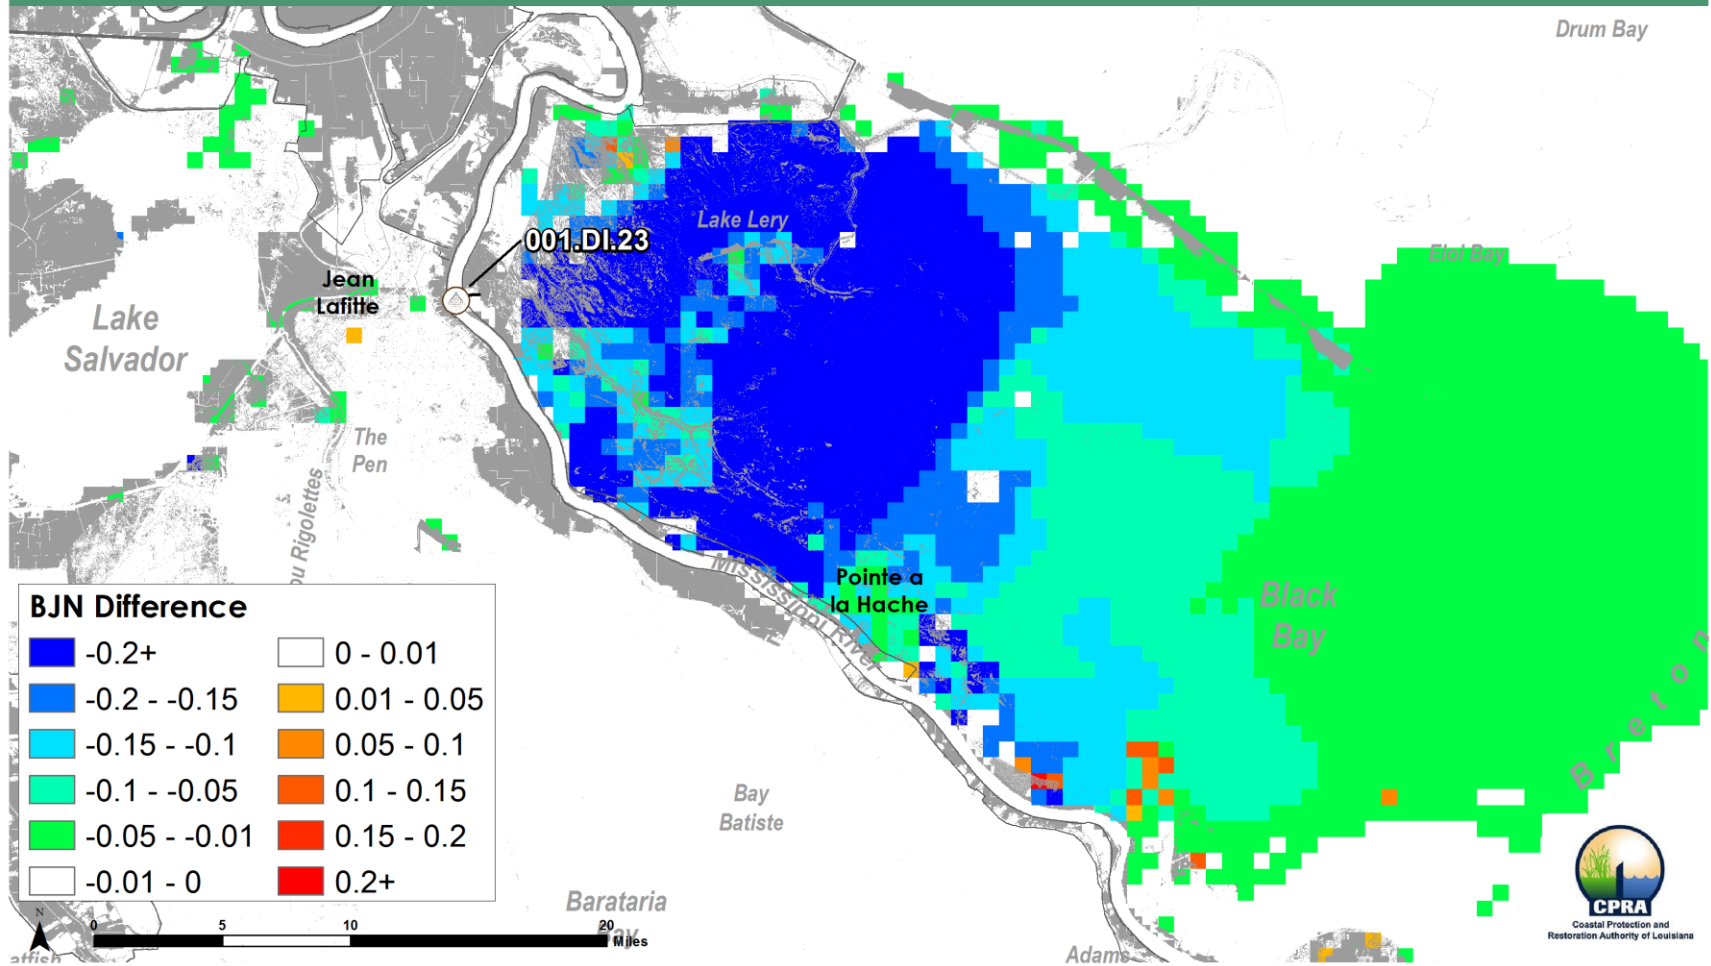 Drum Bay
Lake Lery
001.DI.23
Eloi Bay
Jean
Lafitte
Lake
Salvador
The
Pen
ou Rigolettes
Mississippi River
Pointe a
la Hache
Black
Bay
Breton
BJN Difference
-0.2+
-0.2 - -0.15
-0.15 - -0.1
-0.1 - -0.05
-0.05 - -0.01
-0.01 - 0
0 - 0.01
0.01 - 0.05
0.05 - 0.1
0.1 - 0.15
0.15 - 0.2
0.2+
Bay
Batiste
Barataria
Bay
N
0 5 10 20
Miles
atfish
Adams
CPRA
Coastal Protection and
Restoration Authority of Louisiana